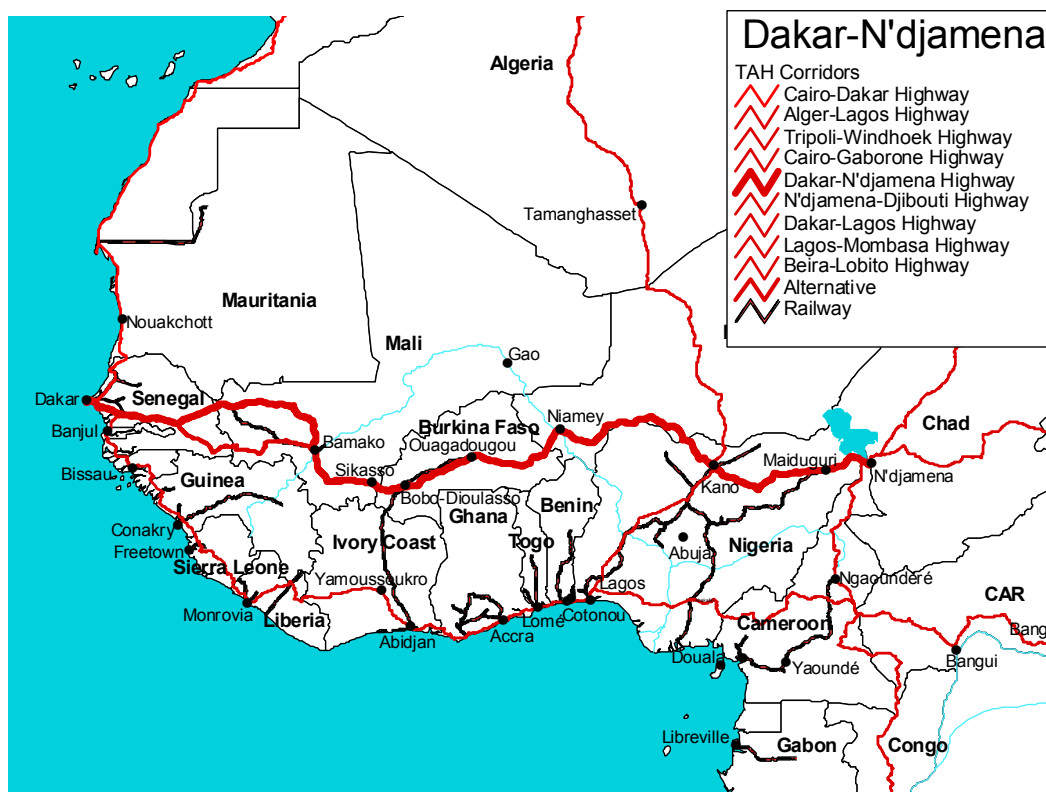 Dakar-N'djamena
TAH Corridors
Cairo-Dakar Highway
Alger-Lagos Highway
Tripoli-Windhoek Highway
Cairo-Gaborone Highway
Dakar-N'djamena Highway
N'djamena-Djibouti Highway
Dakar-Lagos Highway
Lagos-Mombasa Highway
Beira-Lobito Highway
Alternative
Railway
Algeria
Tamanghasset
Mauritania
Nouakchott
Mali
Gao
Dakar
Senegal
Banjul
Bamako
Burkina Faso
Ouagadougou
Niamey
Chad
Bissau
Guinea
Sikasso
Bobo-Dioulasso
Kano
Maiduguri
N'djamena
Ghana
Benin
Conakry
Freetown
Ivory Coast
Togo
Abuja
Nigeria
Sierra Leone
Yamoussoukro
Lagos
Ngaoundéré
CAR
Monrovia
Liberia
Abidjan
Accra
Lomé
Cotonou
Cameroon
Bang
Douala
Yaoundé
Bangui
Libreville
Gabon
Congo